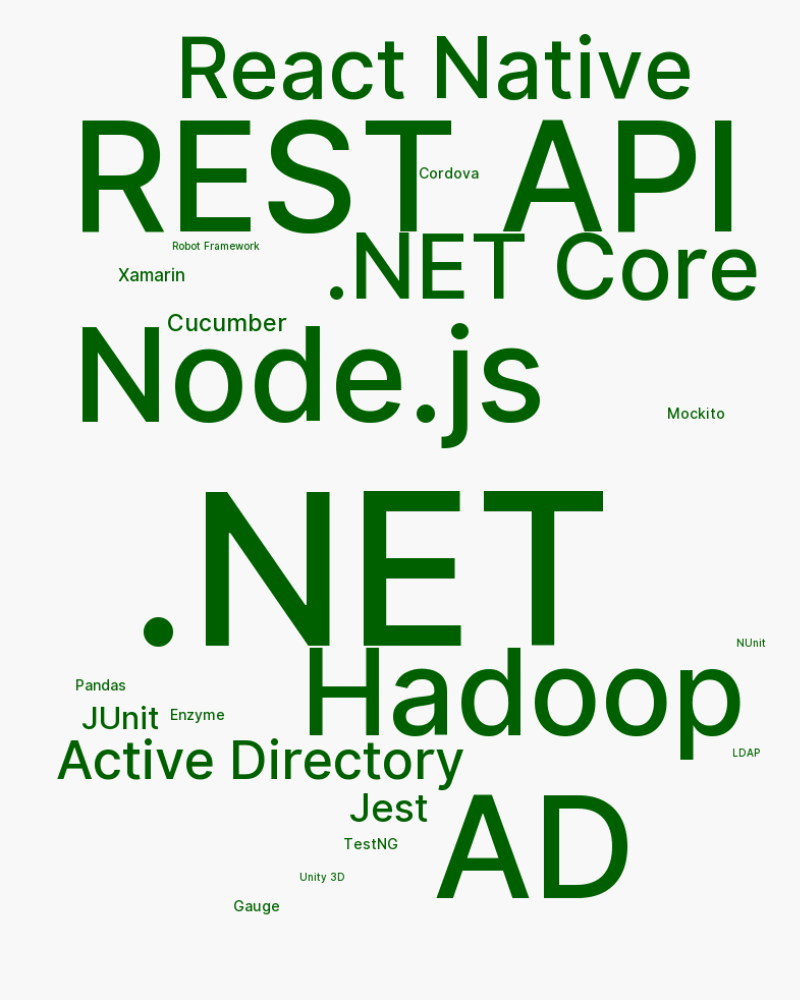 React Native
REST API
Cordova
Robot Framework
.NET Core
Xamarin
Cucumber
Node.js
Mockito
.NET
NUnit
Hadoop
Pandas
JUnit
Enzyme
Active Directory
LDAP
Jest
AD
TestNG
Unity 3D
Gauge